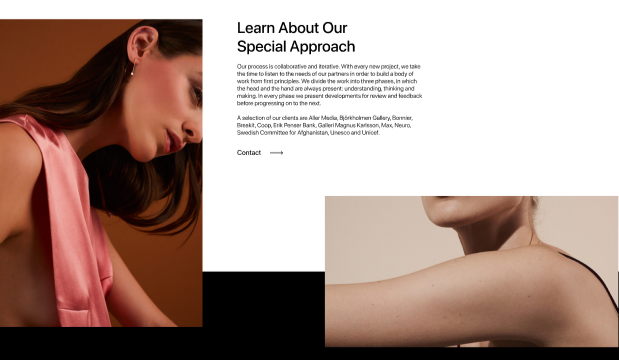 Learn About Our
Special Approach
Our process is collaborative and iterative. With every new project, we take
the time to listen to the needs of our partners in order to build a body of
work from first principles. We divide the work into three phases, in which
the head and the hand are always present: understanding, thinking and
making. In every phase we present developments for review and feedback
before progressing on to the next.
A selection of our clients are Aller Media, Björkholmen Gallery, Bonnier,
Breakit, Coop, Erik Penser Bank, Galleri Magnus Karlsson, Max, Neuro,
Swedish Committee for Afghanistan, Unesco and Unicef.
Contact